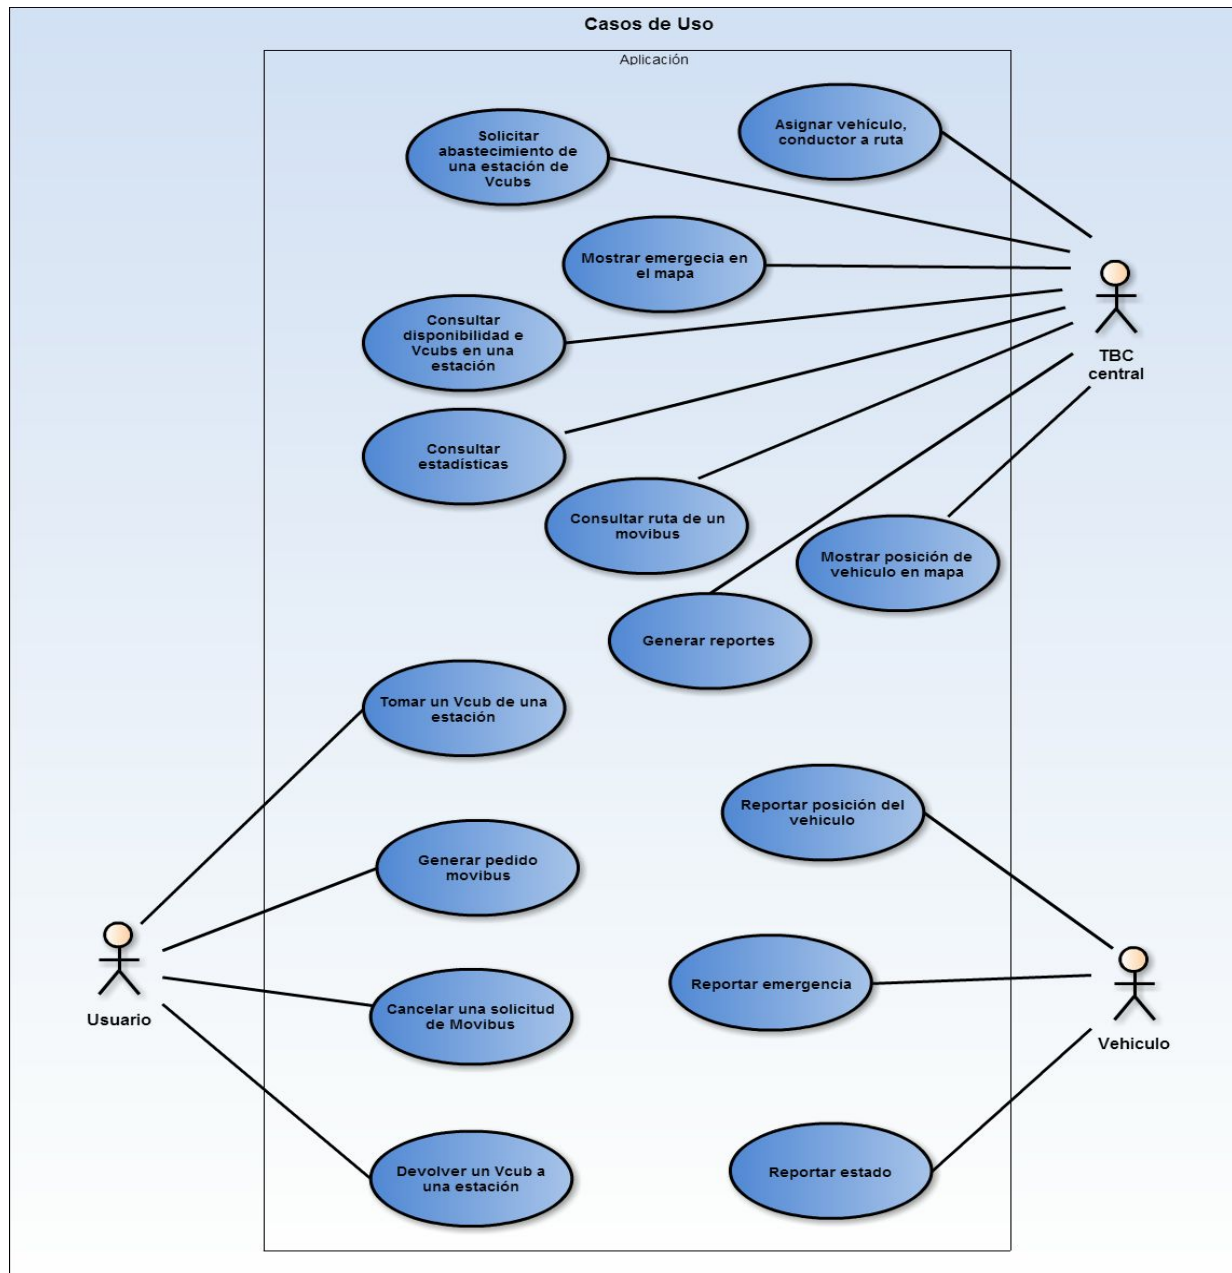 Casos de Uso
Aplicación
Solicitar
abastecimiento de
una estación de
Vcubs
Asignar vehículo,
conductor a ruta
Mostrar emergecia en
el mapa
Consultar
disponibilidad e
Vcubs en una
estación
TBC
central
Consultar
estadísticas
Consultar ruta de un
movibus
Mostrar posición de
vehiculo en mapa
Generar reportes
Tomar un Vcub de una
estación
Reportar posición del
vehiculo
Generar pedido
movibus
Reportar emergencia
Cancelar una solicitud
de Movibus
Usuario
Vehiculo
Devolver un Vcub a
una estación
Reportar estado